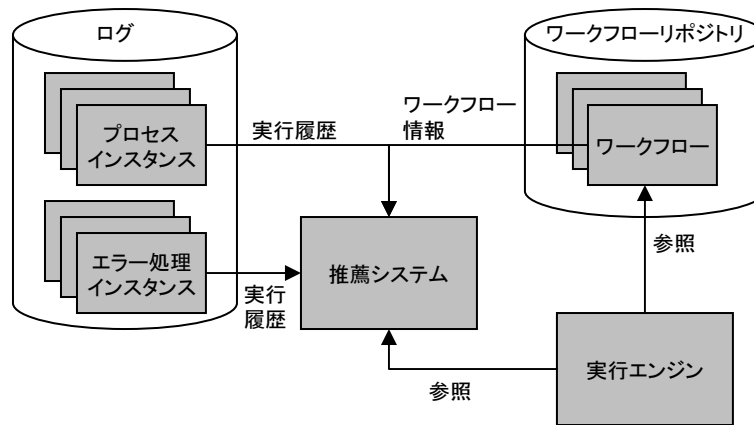 ログ
ワークフローリポジトリ
プロセス
インスタンス
実行履歴
ワークフロー
情報
ワークフロー
エラー処理
インスタンス
実行
履歴
推薦システム
参照
参照
実行エンジン